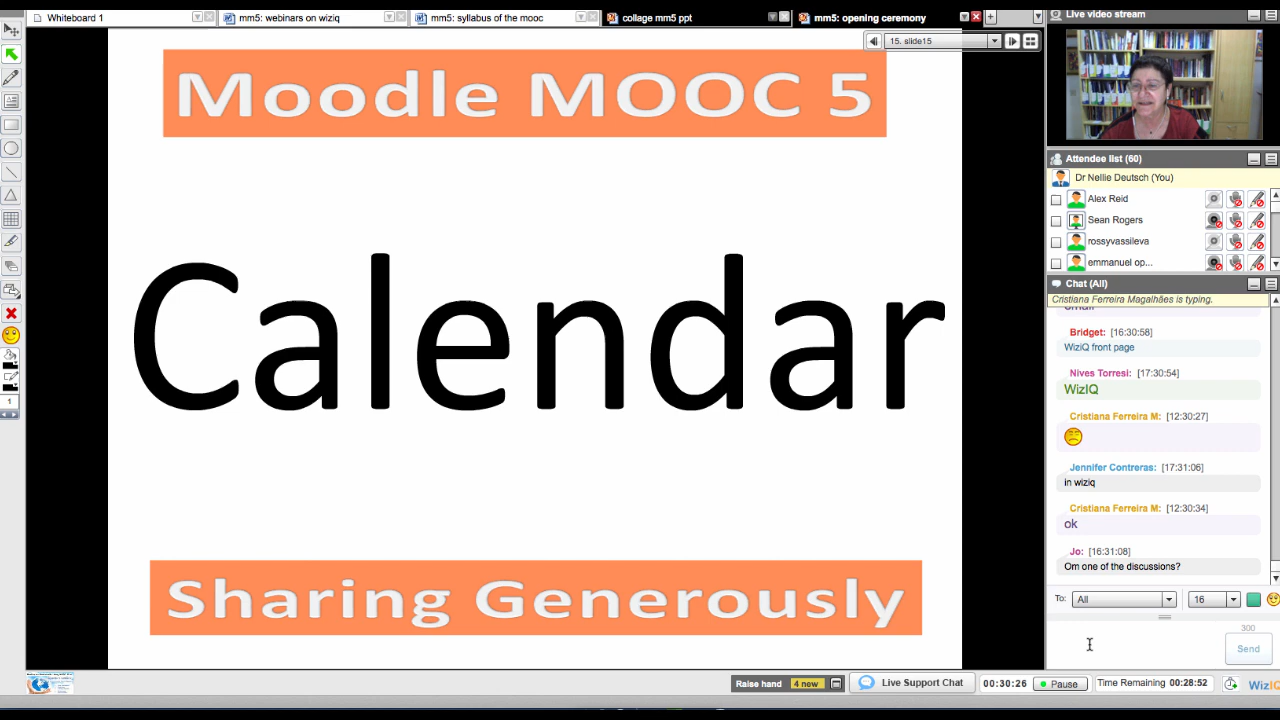 Whiteboard 1
mm5: webinars on wiziq
mm5: syllabus of the mooc
collage mm5 ppt
mm5: opening ceremony
Live video stream
15. slide15
Moodle MOOC 5
Calendar
Sharing Generously
Attendee list (60)
Dr Nellie Deutsch (You)
Alex Reid
Sean Rogers
rossyvassileva
emmanuel op...
Chat (All)
Cristiana Ferreira Magalhães is typing.
Bridget: [16:30:58]
WiziQ front page
Nives Torresi: [17:30:54]
WizIQ
Cristiana Ferreira M: [12:30:27]
Jennifer Contreras: [17:31:06]
in wiziq
Cristiana Ferreira M: [12:30:34]
ok
Jo: [16:31:08]
Om one of the discussions?
To: All 16
300
Send
1
Raise hand 4 new
Live Support Chat
00:30:26
Pause
Time Remaining 00:28:52
WizIQ